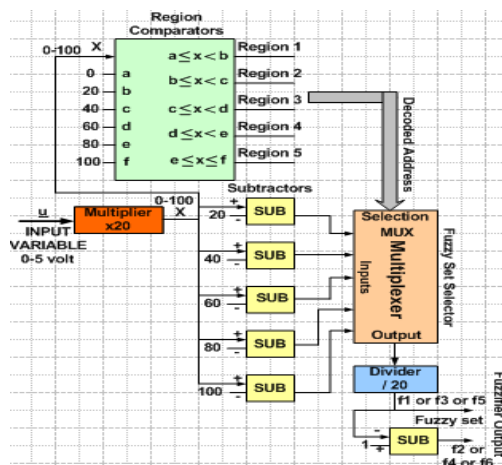 Region
Comparators
0-100
X
a≤x<b
Region 1
0
a
b≤x<c
Region 2
20
b
40
c
c≤x<d
Region 3
60
d
d≤x<e
Region 4
80
e
e≤x≤f
Region 5
100
f
Decoded Address
u
INPUT
VARIABLE
0-5 volt
Multiplier
x20
0-100
X
Subtractors
+
20
-
SUB
+
40
-
SUB
+
60
-
SUB
+
80
-
SUB
+
100
-
SUB
Selection
MUX
Multiplexer
Inputs
Output
Fuzzy Set Selector
Divider
/ 20
f1 or f3 or f5
Fuzzy set
-
1
+
SUB
f2 or
f4 or f6
Fuzzifier Output